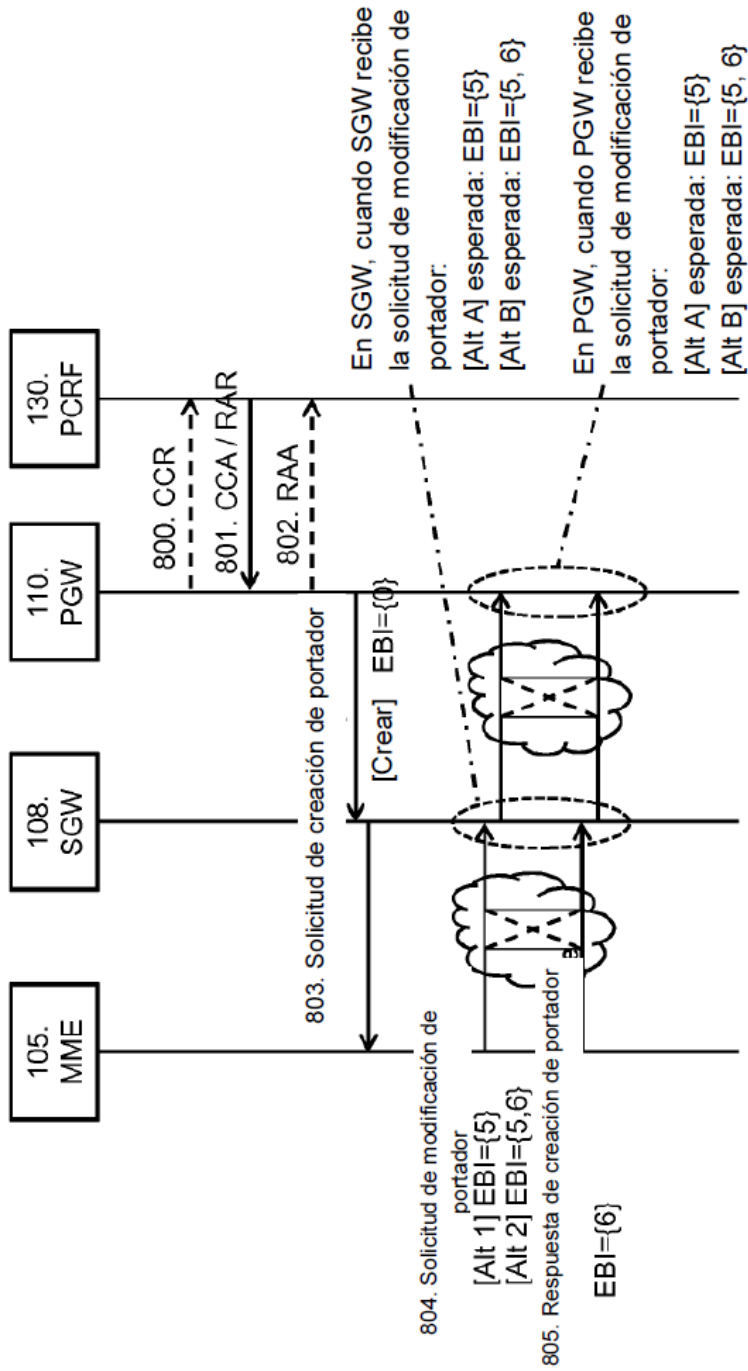 105.
MME
108.
SGW
110.
PGW
130.
PCRF
800. CCR
801. CCA / RAR
802. RAA
803. Solicitud de creación de portador
[Crear] EBI={0}
804. Solicitud de modificación de
portador
[Alt 1] EBI={5}
[Alt 2] EBI={5,6}
805. Respuesta de creación de portador
EBI={6}
En SGW, cuando SGW recibe
la solicitud de modificación de
portador:
[Alt A] esperada: EBI={5}
[Alt B] esperada: EBI={5, 6}
En PGW, cuando PGW recibe
la solicitud de modificación de
portador:
[Alt A] esperada: EBI={5}
[Alt B] esperada: EBI={5, 6}